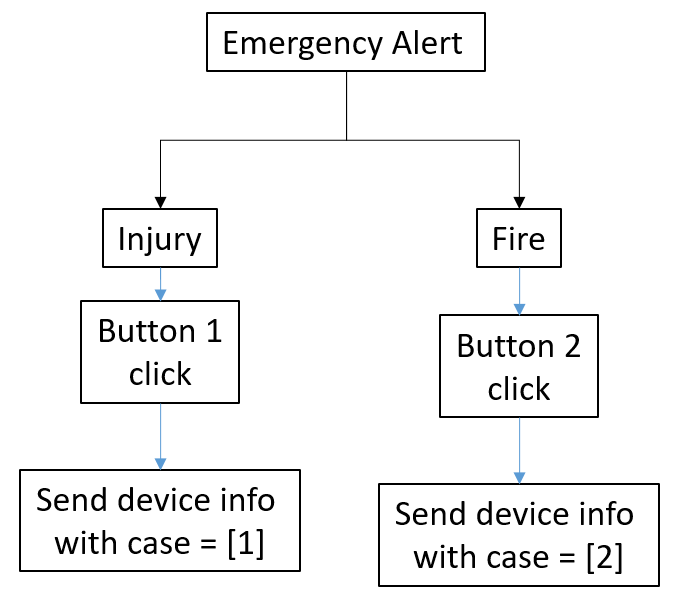 Emergency Alert
Injury
Fire
Button 1
click
Button 2
click
Send device info
with case = [1]
Send device info
with case = [2]